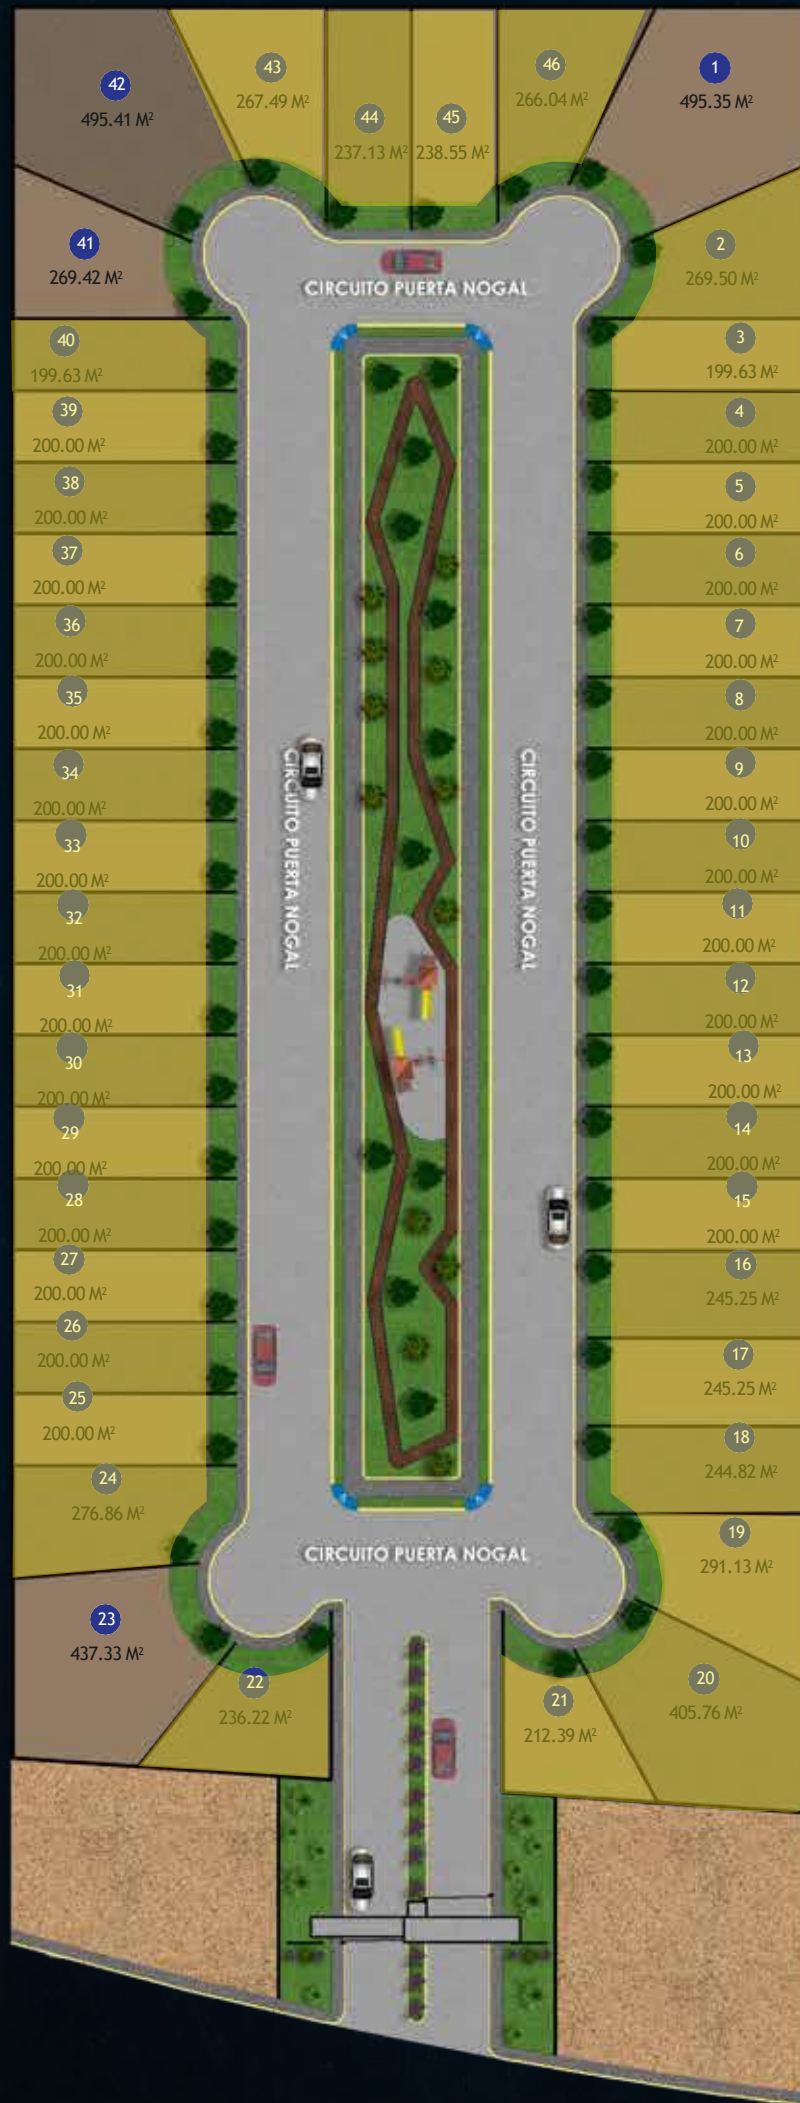 42
495.41 M²
43
267.49 M²
44
237.13 M²
45
238.55 M²
46
266.04 M²
1
495.35 M²
41
269.42 M²
2
269.50 M²
CIRCUITO PUERTA NOGAL
40
199.63 M²
39
200.00 M²
38
200.00 M²
37
200.00 M²
36
200.00 M²
35
200.00 M²
34
200.00 M²
33
200.00 M²
32
200.00 M²
31
200.00 M²
30
200.00 M²
29
200.00 M²
28
200.00 M²
27
200.00 M²
26
200.00 M²
25
200.00 M²
24
276.86 M²
23
437.33 M²
22
236.22 M²
CIRCUITO PUERTA NOGAL
CIRCUITO PUERTA NOGAL
3
199.63 M²
4
200.00 M²
5
200.00 M²
6
200.00 M²
7
200.00 M²
8
200.00 M²
9
200.00 M²
10
200.00 M²
11
200.00 M²
12
200.00 M²
13
200.00 M²
14
200.00 M²
15
200.00 M²
16
245.25 M²
17
245.25 M²
18
244.82 M²
19
291.13 M²
20
405.76 M²
21
212.39 M²
CIRCUITO PUERTA NOGAL